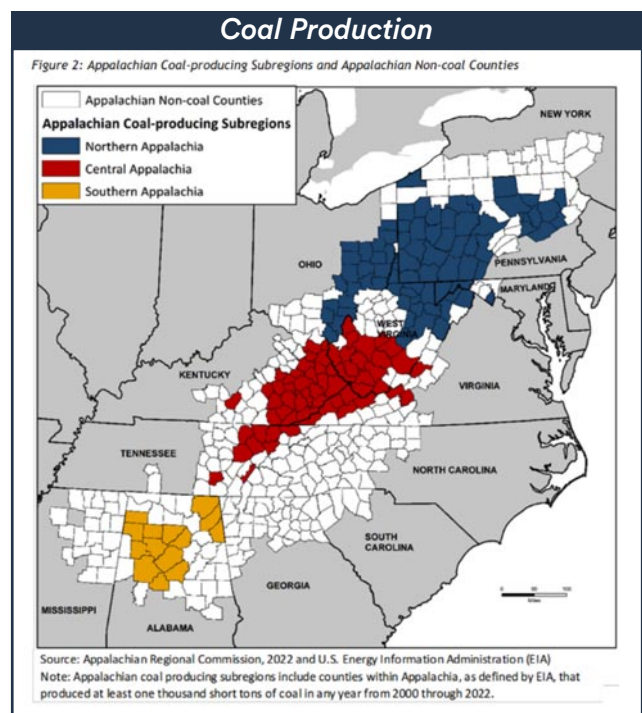 Coal Production
Figure 2: Appalachian Coal-producing Subregions and Appalachian Non-coal Counties
Appalachian Non-coal Counties
Appalachian Coal-producing Subregions
Northern Appalachia
Central Appalachia
Southern Appalachia
NEW YORK
OHIO
PENNSYLVANIA
MARYLAND
WEST
VIRGINIA
KENTUCKY
VIRGINIA
TENNESSEE
NORTH CAROLINA
SOUTH
CAROLINA
GEORGIA
MISSISSIPPI
ALABAMA
0 50 100
Miles
Source: Appalachian Regional Commission, 2022 and U.S. Energy Information Administration (EIA)
Note: Appalachian coal producing subregions include counties within Appalachia, as defined by EIA, that
produced at least one thousand short tons of coal in any year from 2000 through 2022.